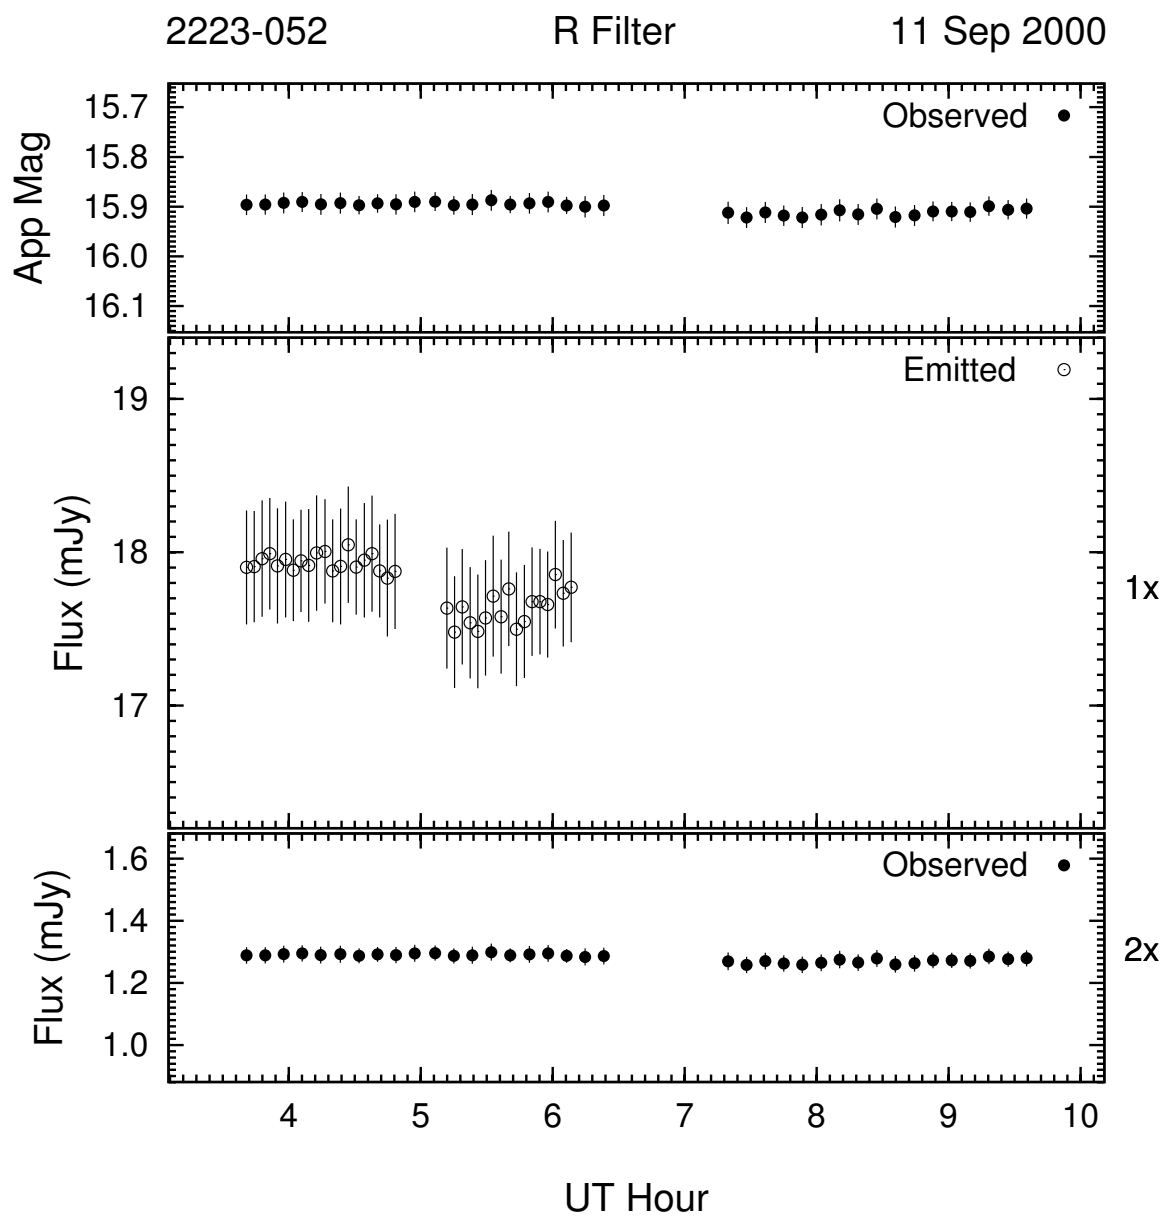 2223-052 R Filter 11 Sep 2000
Observed
15.7
15.8
15.9
16.0
16.1
App Mag
Emitted
19
18
17
Flux (mJy)
1x
Observed
1.6
1.4
1.2
1.0
Flux (mJy)
2x
4 5 6 7 8 9 10
UT Hour